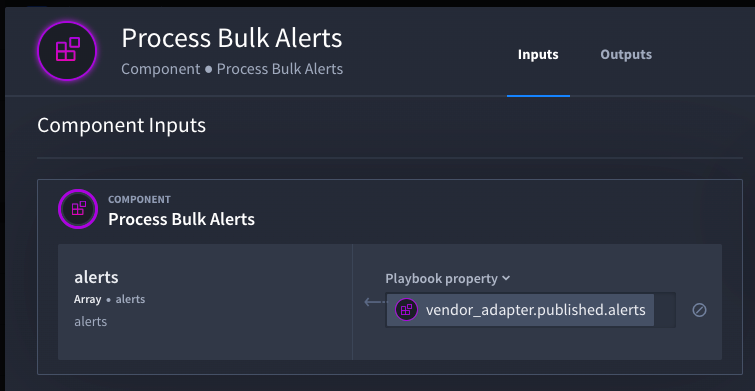 Process Bulk Alerts
Component ● Process Bulk Alerts
Inputs
Outputs
Component Inputs
COMPONENT
Process Bulk Alerts
alerts
Array • alerts
alerts
Playbook property
vendor_adapter.published.alerts